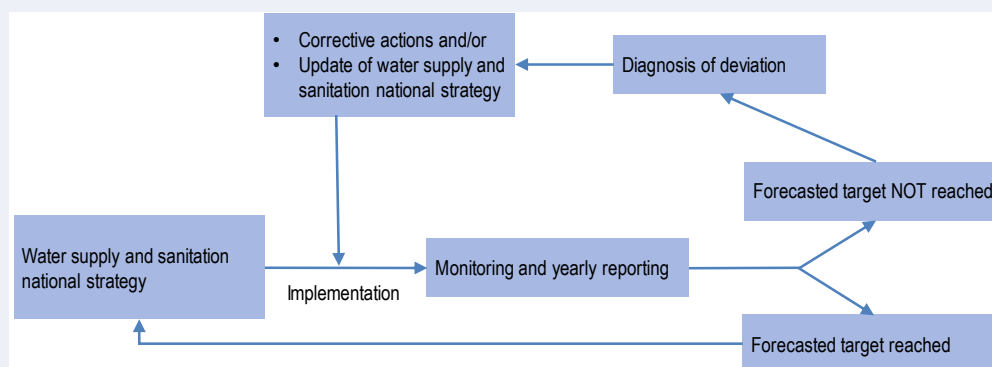 • Corrective actions and/or
• Update of water supply and
sanitation national strategy
Diagnosis of deviation
Forecasted target NOT reached
Water supply and sanitation
national strategy
Implementation
Monitoring and yearly reporting
Forecasted target reached